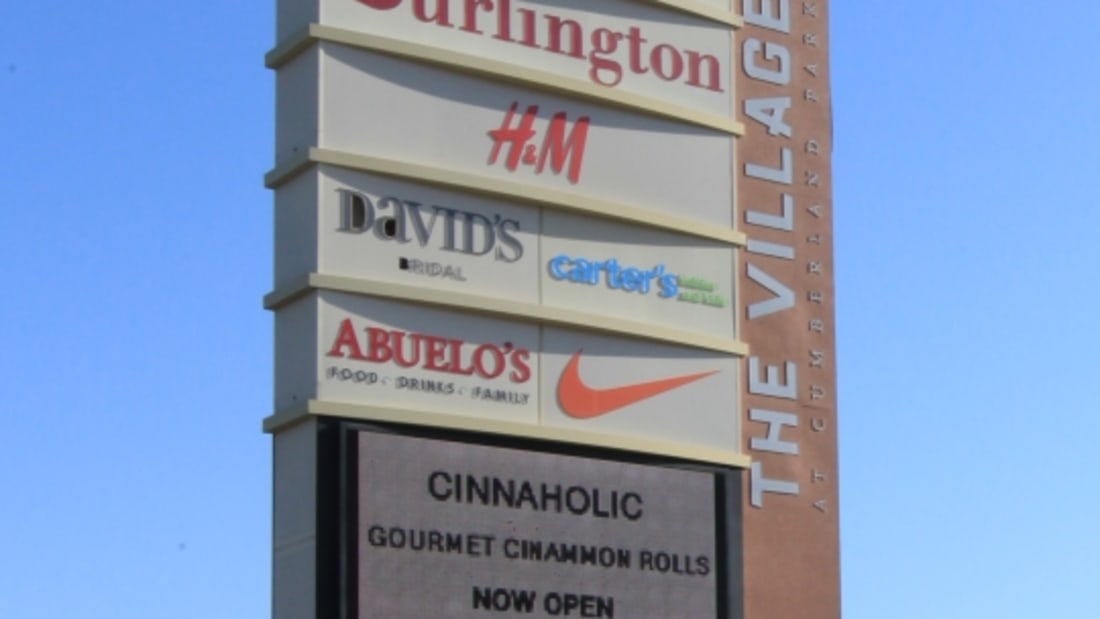 Burlington
H&M
DaVID'S
BRIDAL
carter's
ABUELO'S
FOOD · DRINKS · FAMILY
CINNAHOLIC
GOURMET CINAMMON ROLLS
NOW OPEN
THE VILLAGE
AT CUMBERLAND PARK